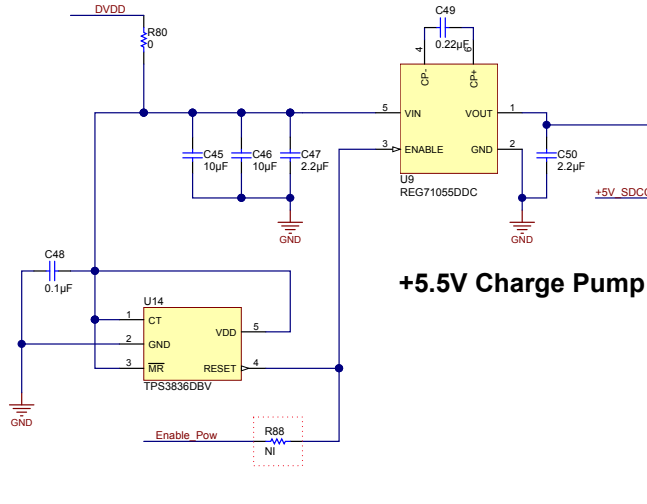 DVDD
R80
0
C49
0.22µF
4
6
CP-
CP+
5
VIN
VOUT
1
3
ENABLE
GND
2
U9
REG71055DDC
C45
10µF
C46
10µF
C47
2.2µF
C50
2.2µF
+5V_SDC
GND
GND
+5.5V Charge Pump
C48
0.1µF
U14
1
CT
VDD
5
2
GND
3
MR
RESET
4
TPS3836DBV
GND
Enable_Pow
R88
NI